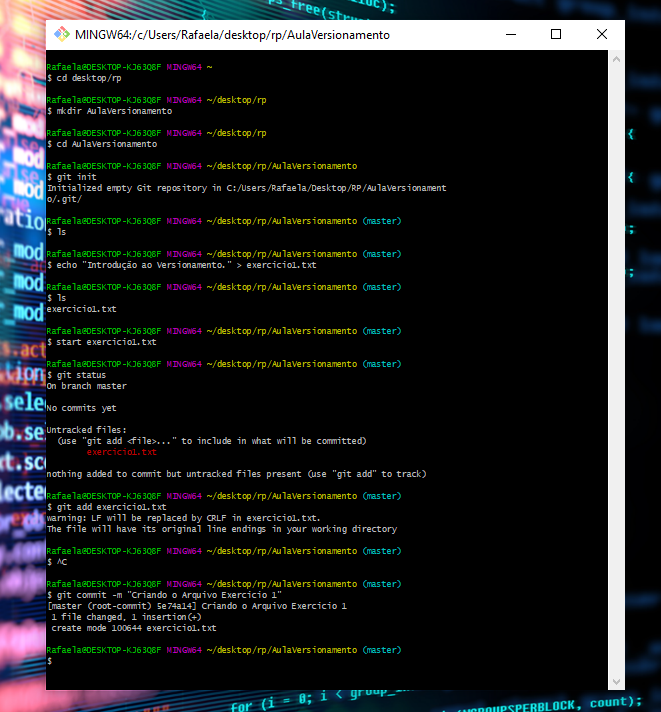 ps_free(str
MINGW64:/c/Users/Rafaela/desktop/rp/AulaVersionamento
Rafaela@DESKTOP-KJ63Q8F MINGW64 ~
$ cd desktop/rp
Rafaela@DESKTOP-KJ63Q8F MINGW64 ~/desktop/rp
$ mkdir AulaVersionamento
Rafaela@DESKTOP-KJ63Q8F MINGW64 ~/desktop/rp
$ cd AulaVersionamento
Rafaela@DESKTOP-KJ63Q8F MINGW64 ~/desktop/rp/AulaVersionamento
$ git init
Initialized empty Git repository in C:/Users/Rafaela/Desktop/RP/AulaVersionament
o/.git/
Rafaela@DESKTOP-KJ63Q8F MINGW64 ~/desktop/rp/AulaVersionamento (master)
$ ls
Rafaela@DESKTOP-KJ63Q8F MINGW64 ~/desktop/rp/AulaVersionamento (master)
$ echo "Introdução ao Versionamento." > exercicio1.txt
Rafaela@DESKTOP-KJ63Q8F MINGW64 ~/desktop/rp/AulaVersionamento (master)
$ ls
exercicio1.txt
Rafaela@DESKTOP-KJ63Q8F MINGW64 ~/desktop/rp/AulaVersionamento (master)
$ start exercicio1.txt
Rafaela@DESKTOP-KJ63Q8F MINGW64 ~/desktop/rp/AulaVersionamento (master)
$ git status
On branch master
No commits yet
Untracked files:
(use "git add <file>..." to include in what will be committed)
exercicio1.txt
nothing added to commit but untracked files present (use "git add" to track)
Rafaela@DESKTOP-KJ63Q8F MINGW64 ~/desktop/rp/AulaVersionamento (master)
$ git add exercicio1.txt
warning: LF will be replaced by CRLF in exercicio1.txt.
The file will have its original line endings in your working directory
Rafaela@DESKTOP-KJ63Q8F MINGW64 ~/desktop/rp/AulaVersionamento (master)
$ ^C
Rafaela@DESKTOP-KJ63Q8F MINGW64 ~/desktop/rp/AulaVersionamento (master)
$ git commit -m "Criando o Arquivo Exercicio 1"
[master (root-commit) 5e74a14] Criando o Arquivo Exercicio 1
1 file changed, 1 insertion(+)
create mode 100644 exercicio1.txt
Rafaela@DESKTOP-KJ63Q8F MINGW64 ~/desktop/rp/AulaVersionamento (master)
$
for (i = 0; i < group_
GROUPSPERBLOCK, count);